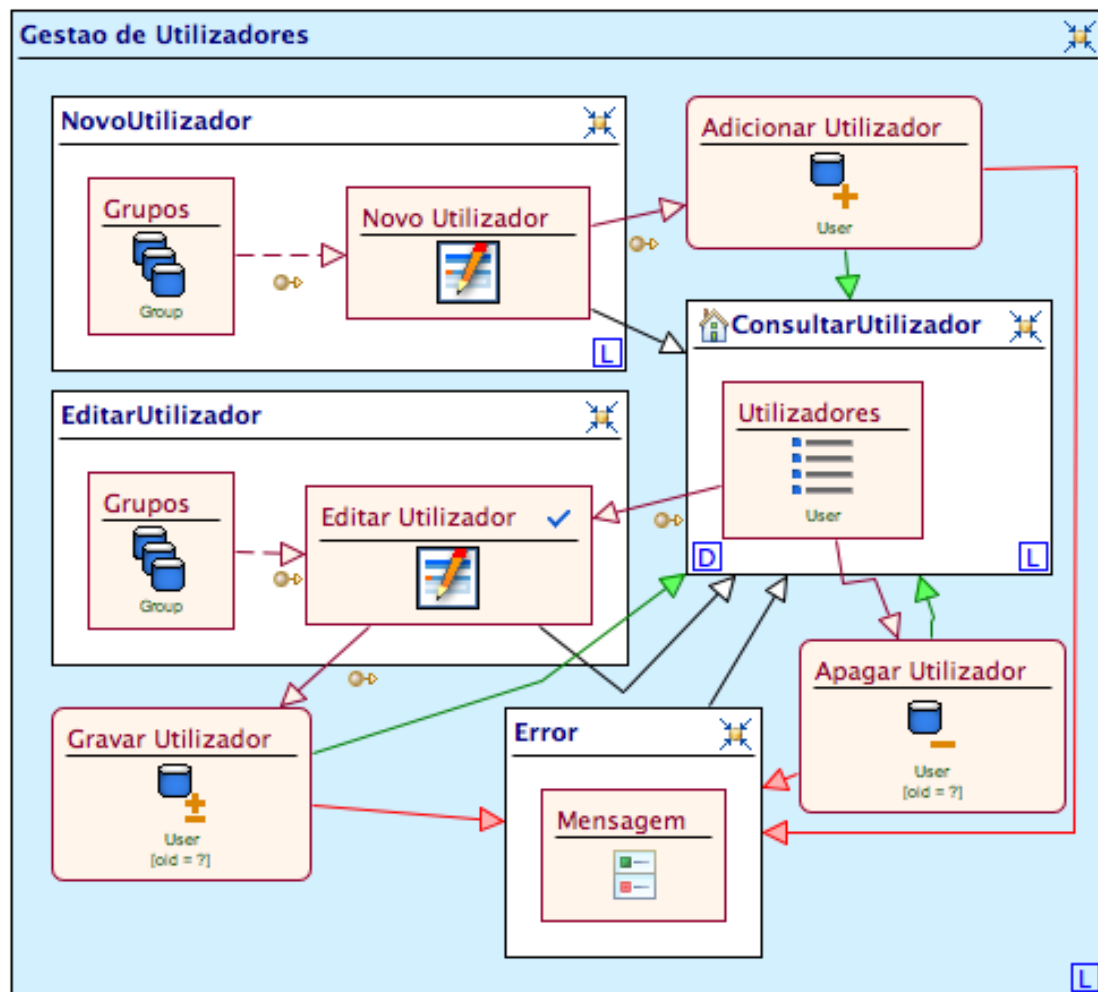 Gestao de Utilizadores
NovoUtilizador
Grupos
Group
Novo Utilizador
L
Adicionar Utilizador
User
ConsultarUtilizador
Utilizadores
User
D
L
EditarUtilizador
Grupos
Group
Editar Utilizador
Gravar Utilizador
User
[oid = ?]
Error
Mensagem
Apagar Utilizador
User
[oid = ?]
L